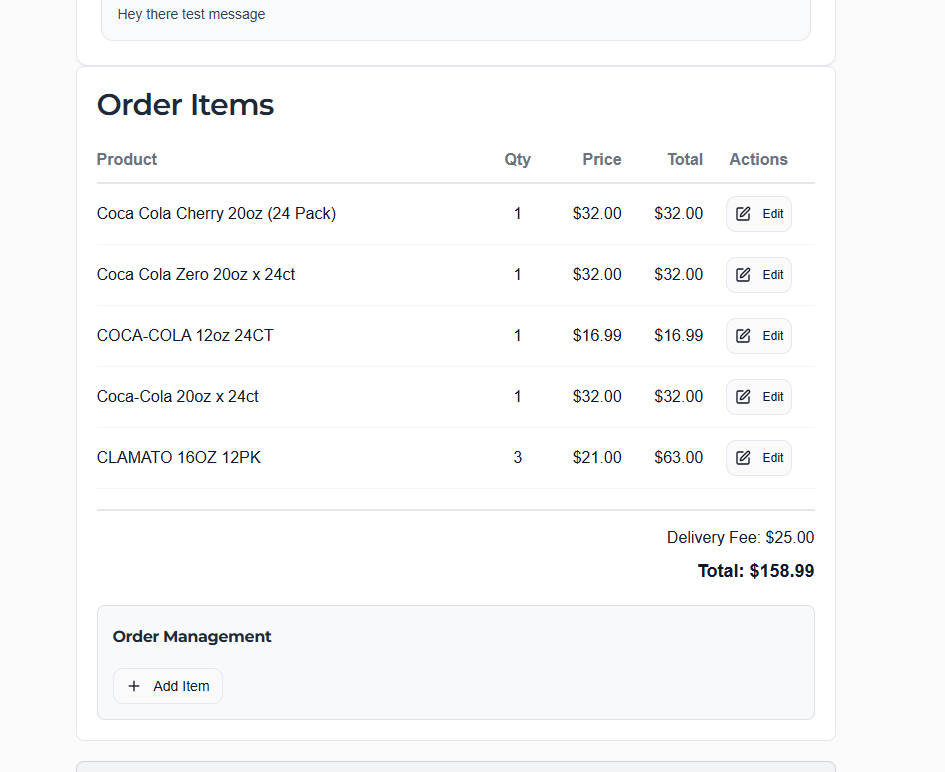 Hey there test message
Order Items
Product Qty Price Total Actions
Coca Cola Cherry 20oz (24 Pack) 1 $32.00 $32.00 Edit
Coca Cola Zero 20oz x 24ct 1 $32.00 $32.00 Edit
COCA-COLA 12oz 24CT 1 $16.99 $16.99 Edit
Coca-Cola 20oz x 24ct 1 $32.00 $32.00 Edit
CLAMATO 16OZ 12PK 3 $21.00 $63.00 Edit
Delivery Fee: $25.00
Total: $158.99
Order Management
+ Add Item